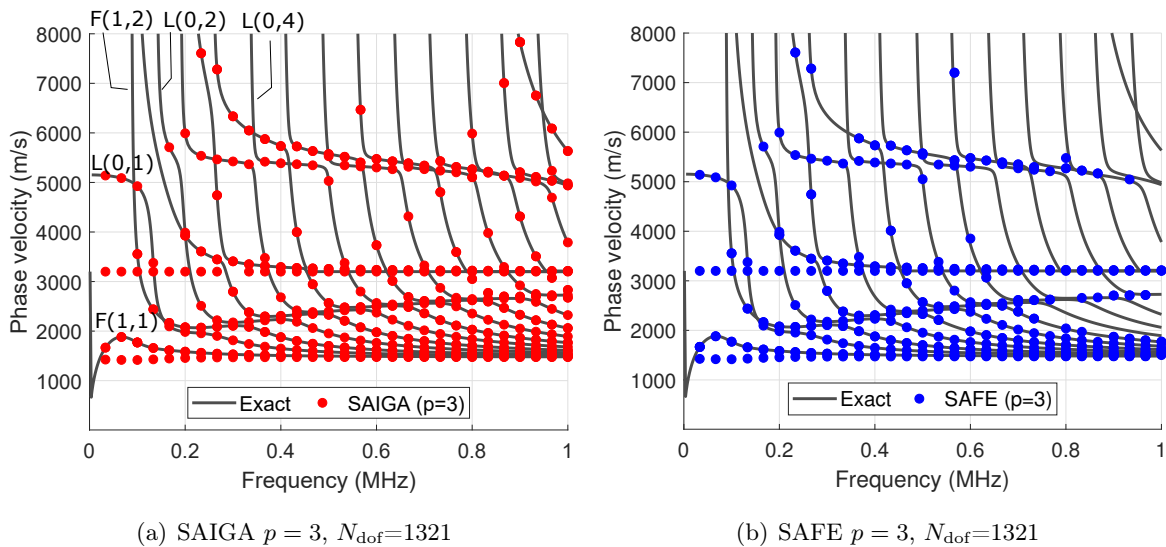 F(1,2) L(0,2) L(0,4)
8000
7000
6000
5000
4000
3000
2000
1000
Phase velocity (m/s)
L(0,1)
F(1,1)
Exact SAIGA (p=3)
0 0.2 0.4 0.6 0.8 1
Frequency (MHz)
(a) SAIGA p = 3, Ndof=1321
8000
7000
6000
5000
4000
3000
2000
1000
Phase velocity (m/s)
Exact SAFE (p=3)
0 0.2 0.4 0.6 0.8 1
Frequency (MHz)
(b) SAFE p = 3, Ndof=1321